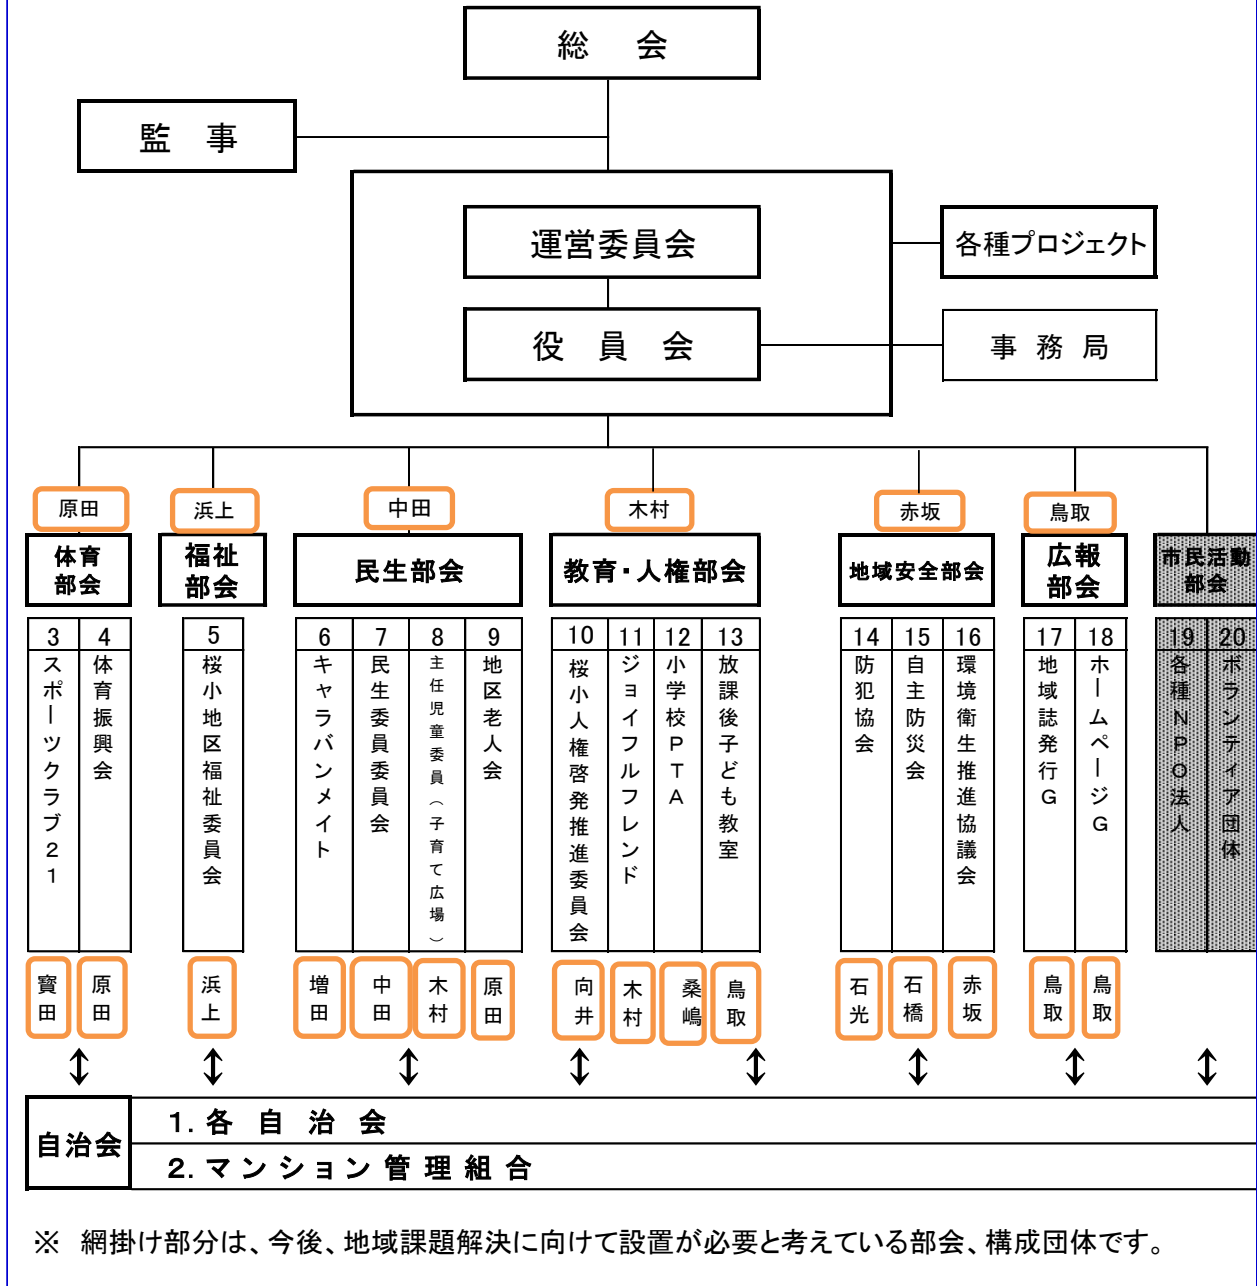 総　会
監　事
運営委員会
各種プロジェクト
役　員　会
事　務　局
原田
浜上
中田
木村
赤坂
鳥取
体育
部会
福祉
部会
民生部会
教育・人権部会
地域安全部会
広報
部会
市民活動
部会
3
スポーツクラブ２１
4
体育振興会
5
桜小地区福祉委員会
6
キャラバンメイト
7
民生委員委員会
8
主任児童委員（子育て広場）
9
地区老人会
10
桜小人権啓発推進委員会
11
ジョイフルフレンド
12
小学校ＰＴＡ
13
放課後子ども教室
14
防犯協会
15
自主防災会
16
環境衛生推進協議会
17
地域誌発行Ｇ
18
ホームページＧ
19
各種ＮＰＯ法人
20
ボランティア団体
寳田
原田
浜上
増田
中田
木村
原田
向井
木村
桑嶋
鳥取
石光
石橋
赤坂
鳥取
鳥取
自治会
１．各　自　治　会
２．マンション管理組合
※　網掛け部分は、今後、地域課題解決に向けて設置が必要と考えている部会、構成団体です。